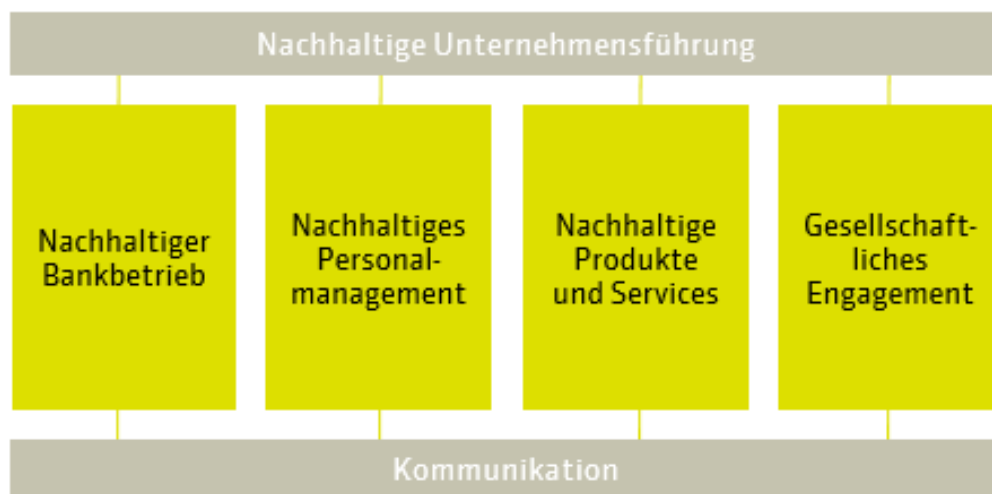 Nachhaltige Unternehmensführung
Nachhaltiger
Bankbetrieb
Nachhaltiges
Personal-
management
Nachhaltige
Produkte
und Services
Gesellschaft-
liches
Engagement
Kommunikation